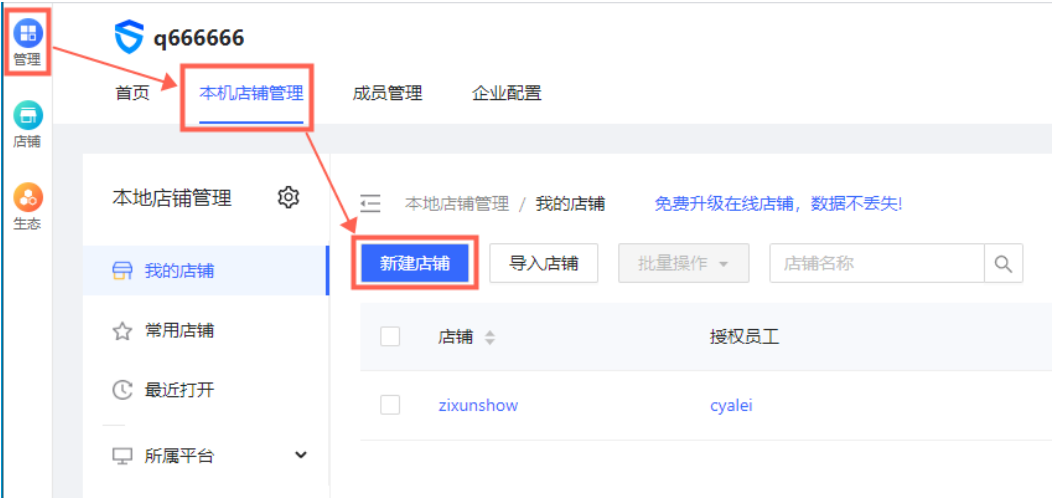 管理
店铺
生态
q666666
首页 本机店铺管理 成员管理 企业配置
本地店铺管理
我的店铺
常用店铺
最近打开
所属平台
本地店铺管理 / 我的店铺 免费升级在线店铺，数据不丢失!
新建店铺 导入店铺 批量操作 店铺名称
店铺 授权员工
zixunshow cyalei